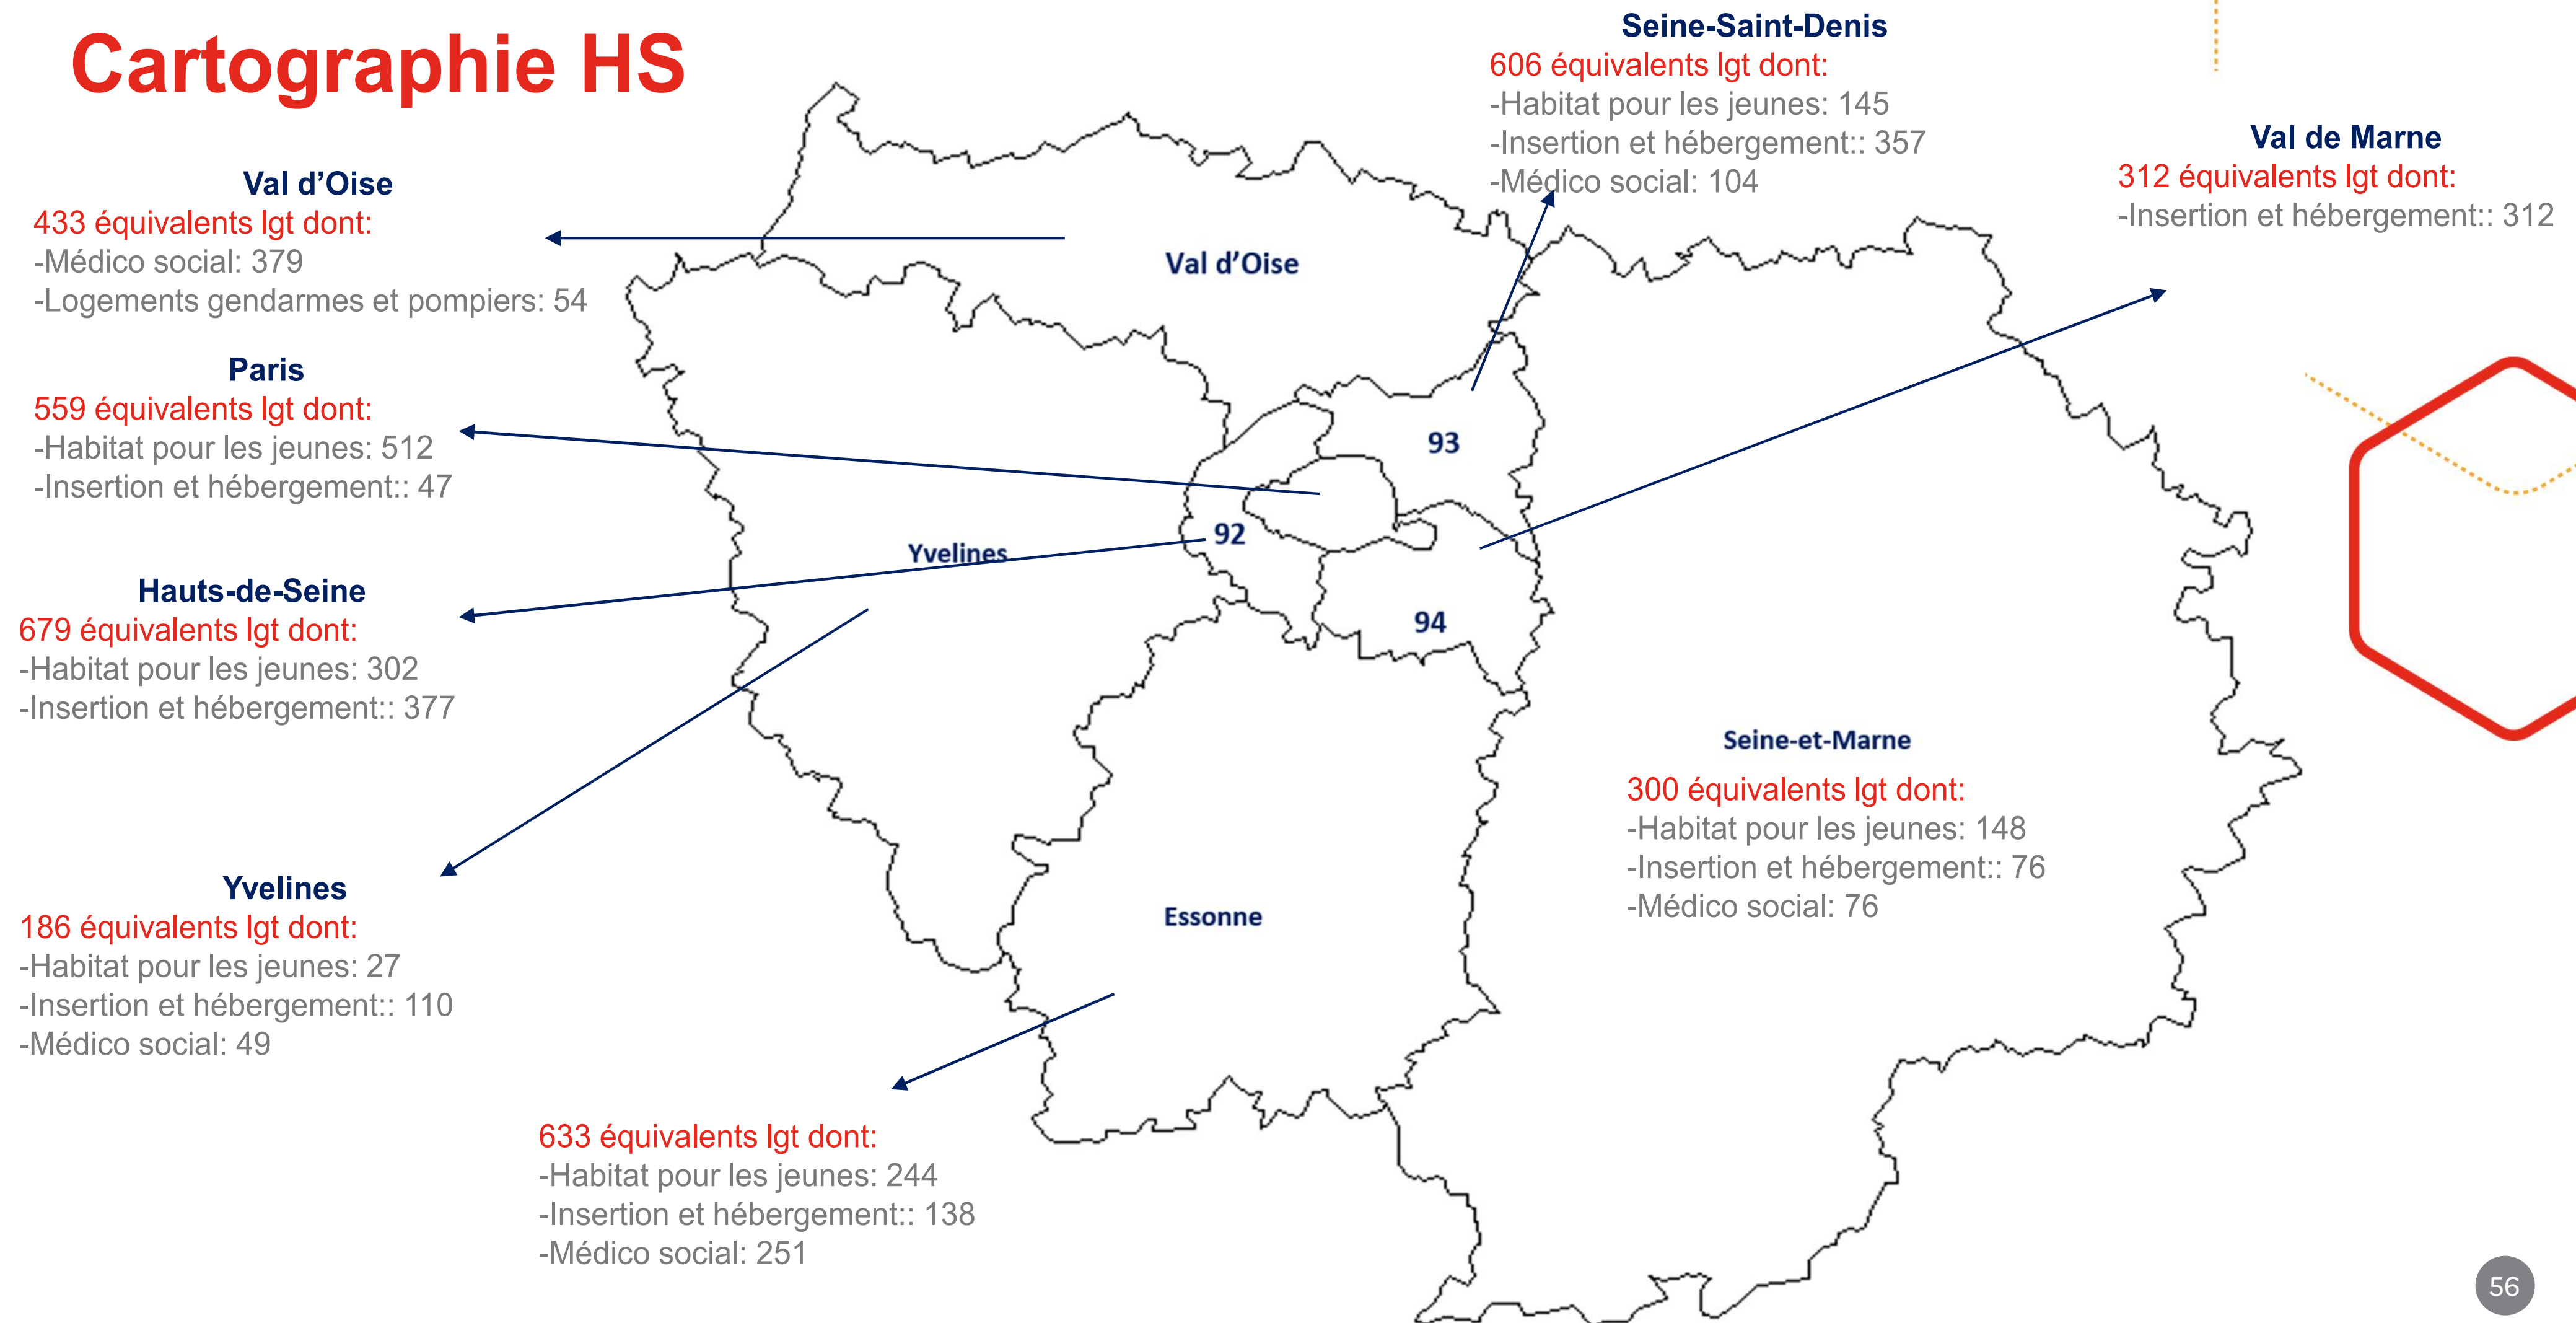 Cartographie HS
Seine-Saint-Denis
606 équivalents lgt dont:
-Habitat pour les jeunes: 145
-Insertion et hébergement:: 357
-Médico social: 104
Val de Marne
312 équivalents lgt dont:
-Insertion et hébergement:: 312
Val d’Oise
433 équivalents lgt dont:
-Médico social: 379
-Logements gendarmes et pompiers: 54
Paris
559 équivalents lgt dont:
-Habitat pour les jeunes: 512
-Insertion et hébergement:: 47
Hauts-de-Seine
679 équivalents lgt dont:
-Habitat pour les jeunes: 302
-Insertion et hébergement:: 377
Yvelines
186 équivalents lgt dont:
-Habitat pour les jeunes: 27
-Insertion et hébergement:: 110
-Médico social: 49
633 équivalents lgt dont:
-Habitat pour les jeunes: 244
-Insertion et hébergement:: 138
-Médico social: 251
Val d’Oise
93
92
Yvelines
94
Essonne
Seine-et-Marne
300 équivalents lgt dont:
-Habitat pour les jeunes: 148
-Insertion et hébergement:: 76
-Médico social: 76
56